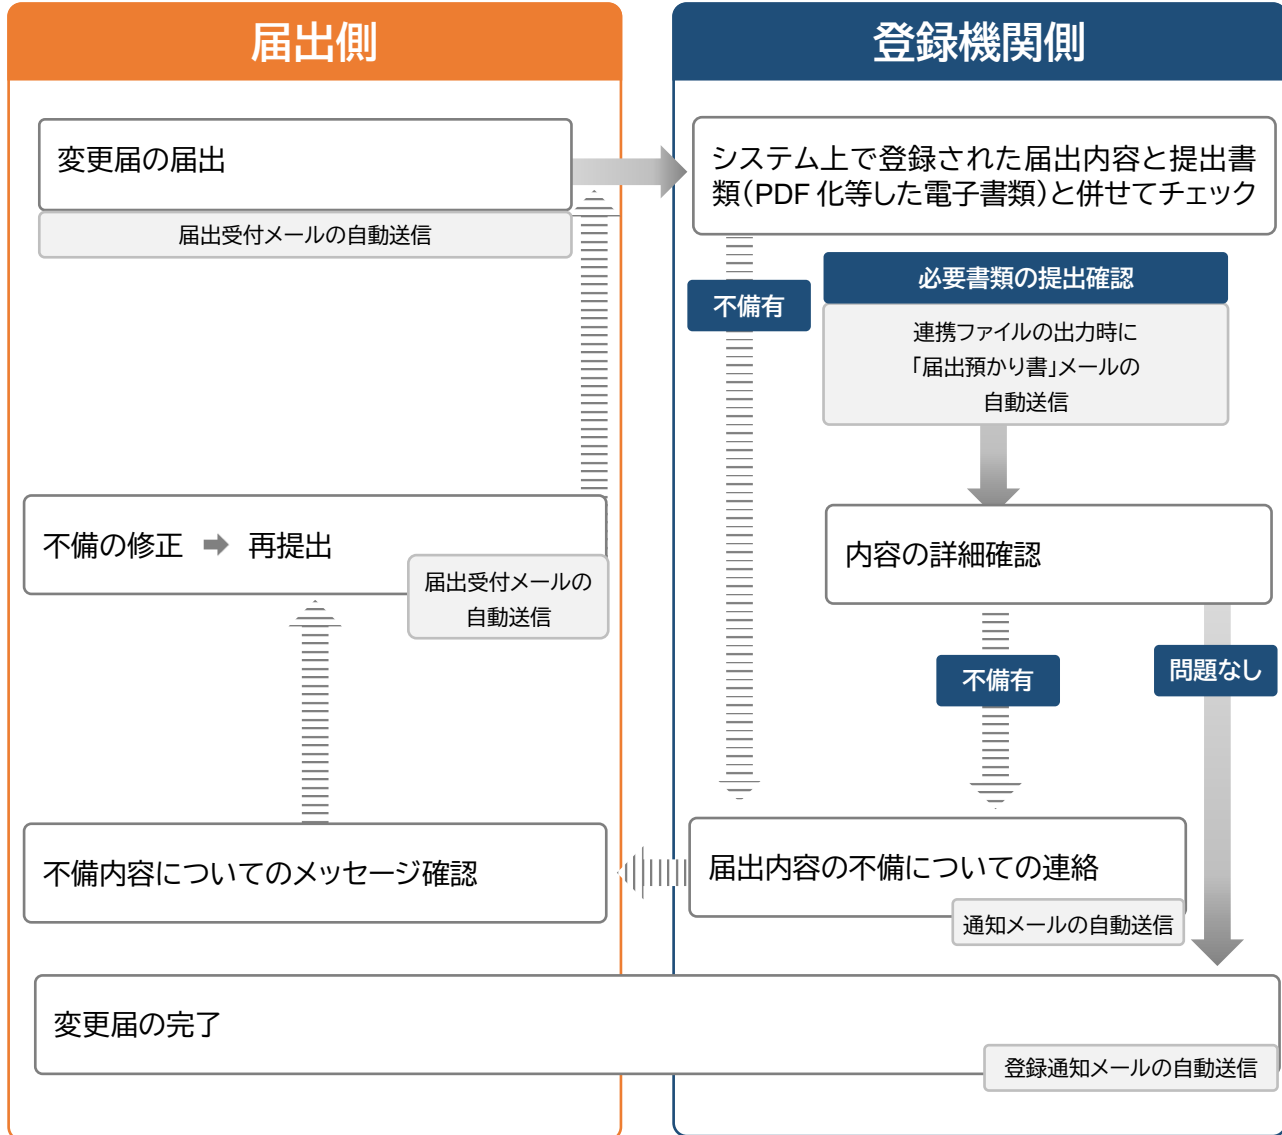 届出側
登録機関側
変更届の届出
届出受付メールの自動送信
システム上で登録された届出内容と提出書
類(PDF 化等した電子書類)と併せてチェック
不備有
必要書類の提出確認
連携ファイルの出力時に
「届出預かり書」メールの
自動送信
不備の修正 ➡ 再提出
届出受付メールの
自動送信
内容の詳細確認
不備有
問題なし
不備内容についてのメッセージ確認
届出内容の不備についての連絡
通知メールの自動送信
変更届の完了
登録通知メールの自動送信